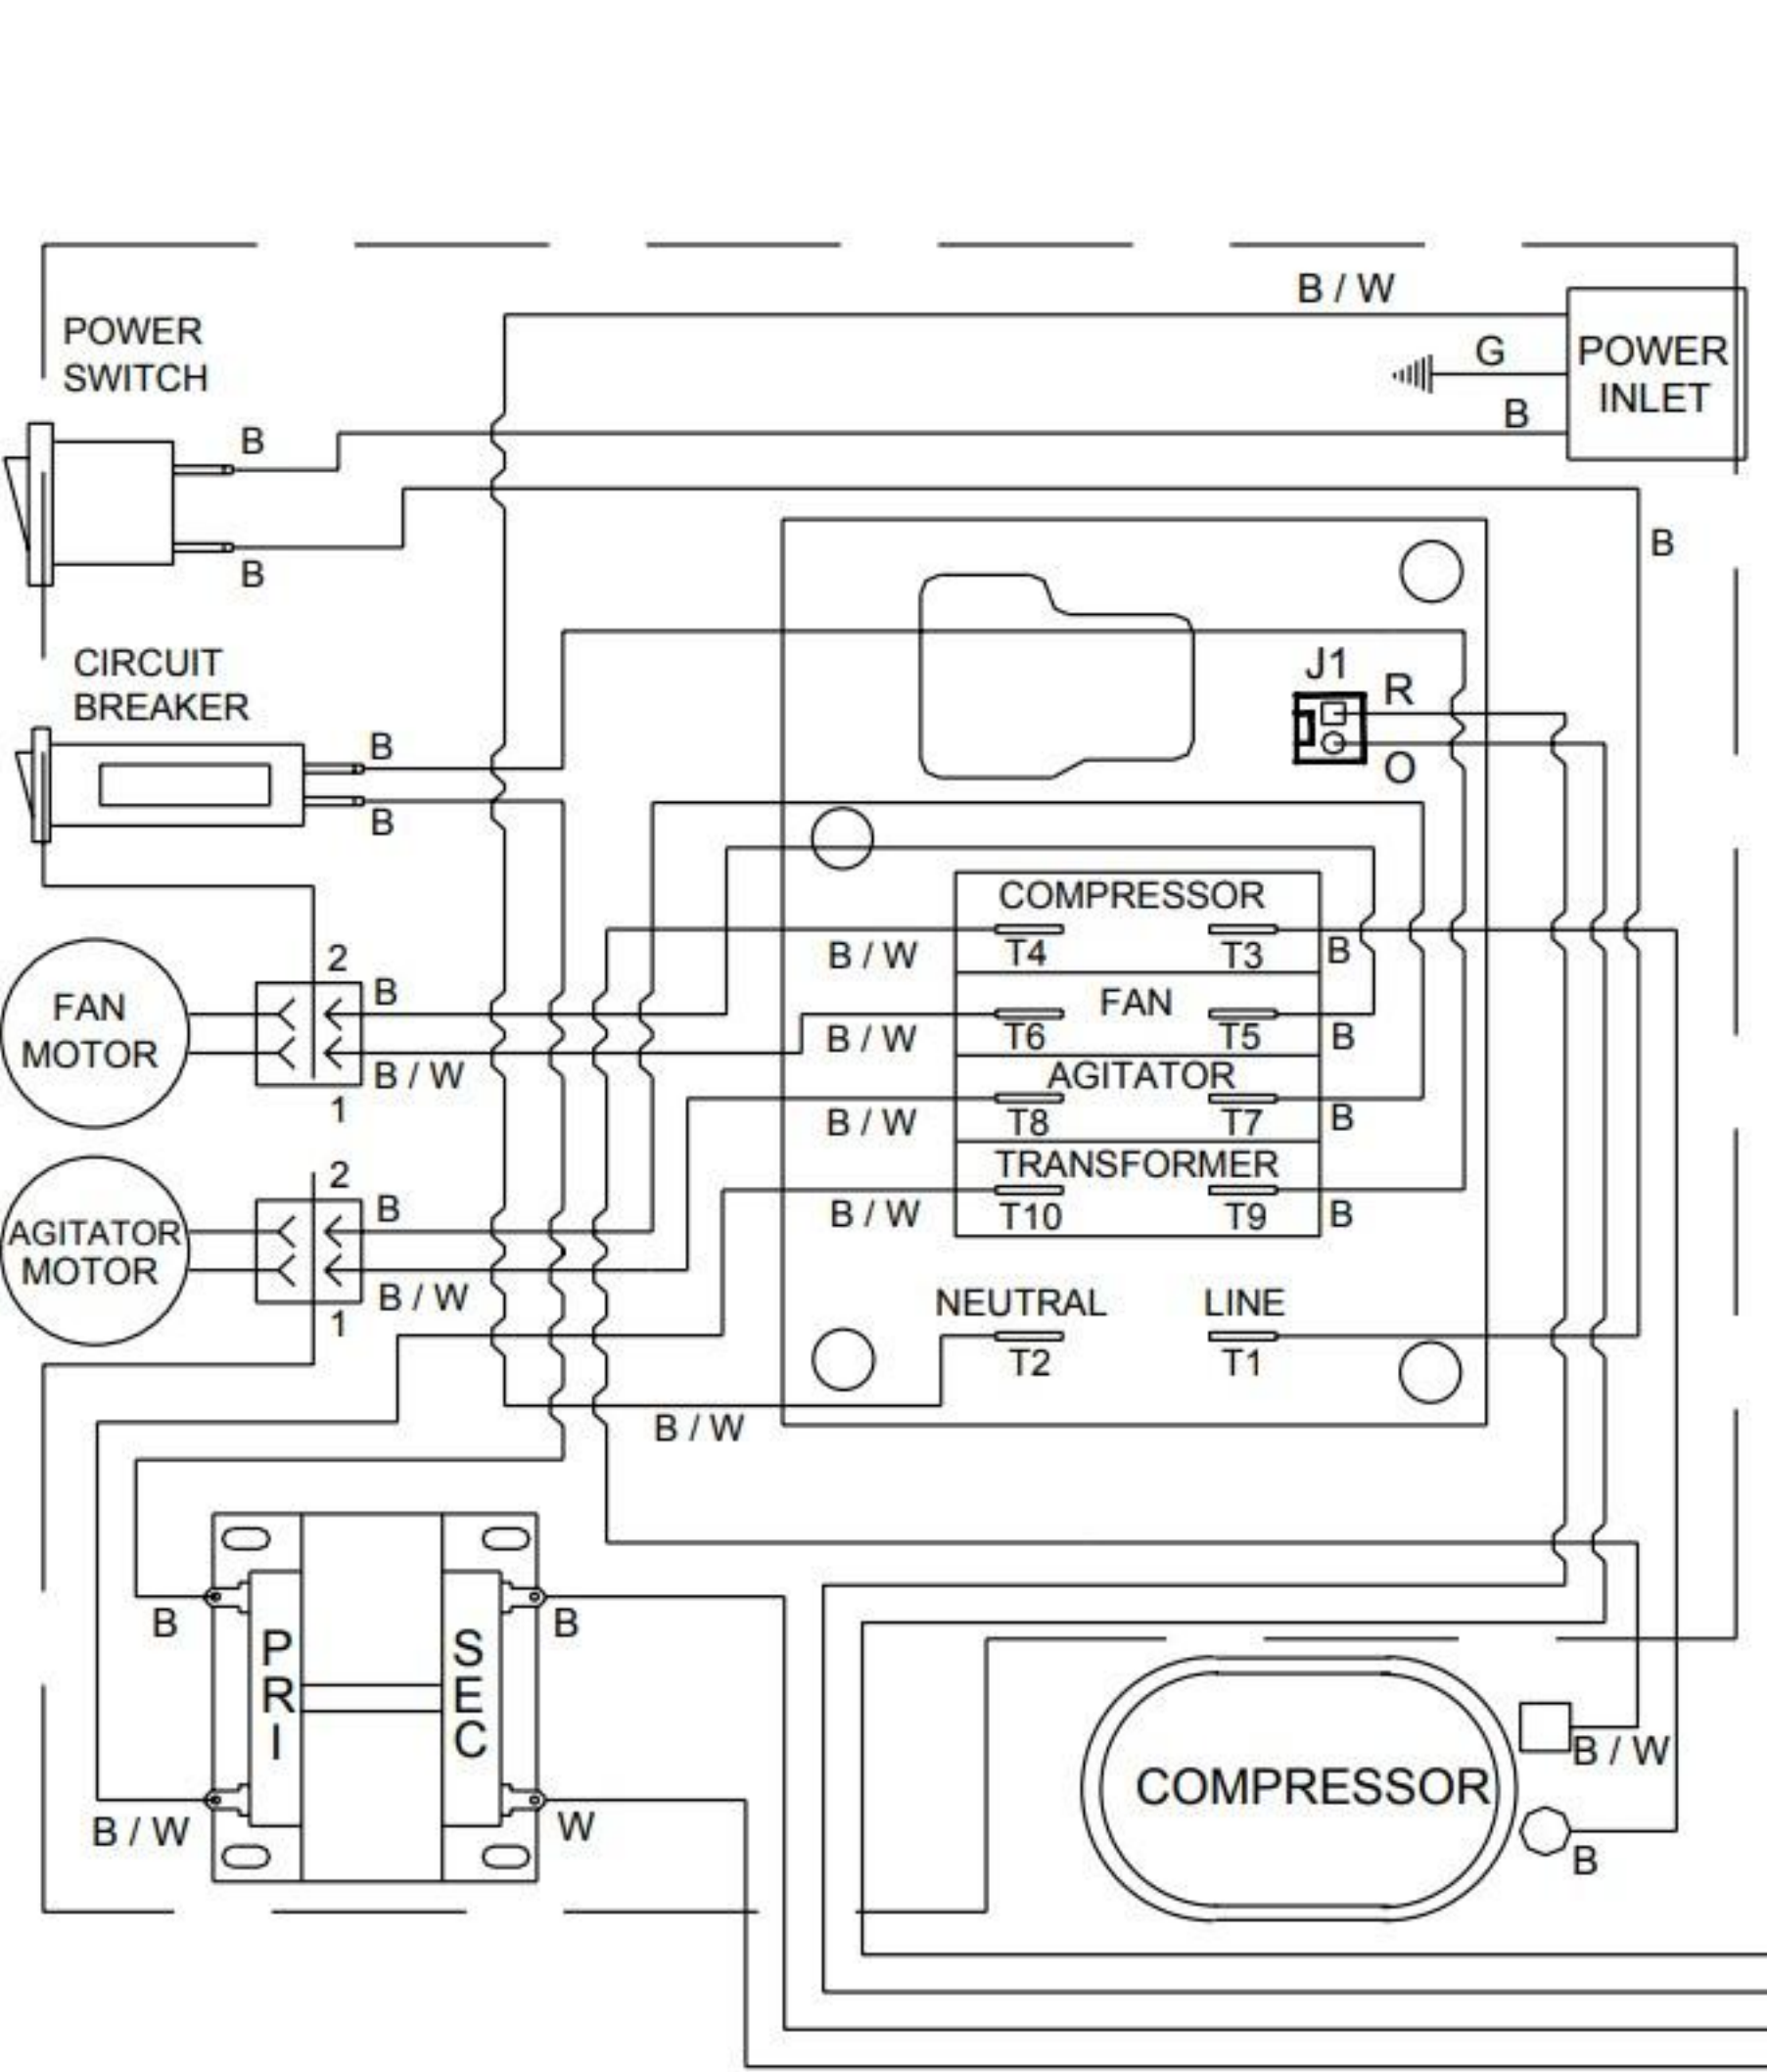 B / W
POWER
SWITCH
G
POWER
INLET
B
B
B
B
CIRCUIT
BREAKER
J1
R
O
B
B
COMPRESSOR
B / W
T4
T3
B
2
B
FAN
MOTOR
FAN
B / W
T6
T5
B
B / W
1
AGITATOR
B / W
T8
T7
B
2
B
TRANSFORMER
B / W
T10
T9
B
AGITATOR
MOTOR
B / W
1
NEUTRAL
LINE
T2
T1
B / W
B
B
PRI
SEC
B / W
W
COMPRESSOR
B / W
B